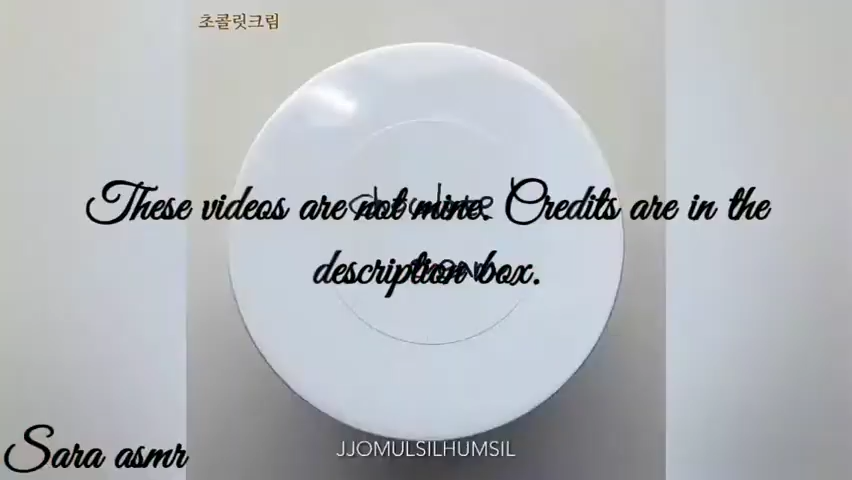 초콜릿크림
These videos are not mine. Credits are in the
description box.
Sara asmr
JJOMULSILHUMSIL